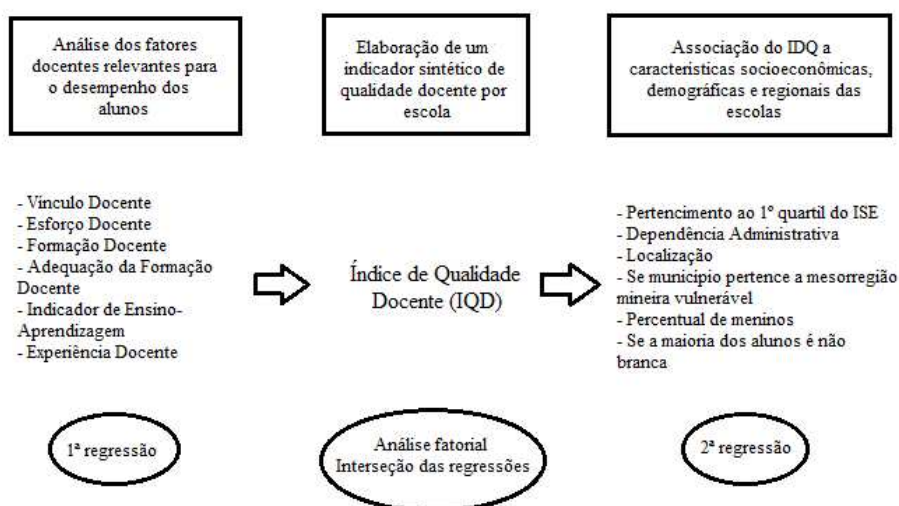 Análise dos fatores
docentes relevantes para
o desempenho dos
alunos
Elaboração de um
indicador sintético de
qualidade docente por
escola
Associação do IDQ a
caracteristicas socioeconômicas,
demográficas e regionais das
escolas
- Vinculo Docente
- Esforço Docente
- Formação Docente
- Adequação da Formação
Docente
- Indicador de Ensino-
Aprendizagem
- Experiência Docente
Índice de Qualidade
Docente (IQD)
- Pertencimento ao 1º quartil do ISE
- Dependência Administrativa
- Localização
- Se municipio pertence a mesorregião
mineira vulnerável
- Percentual de meninos
- Se a maioria dos alunos é não
branca
1ª regressão
Análise fatorial
Interseção das regressões
2ª regressão